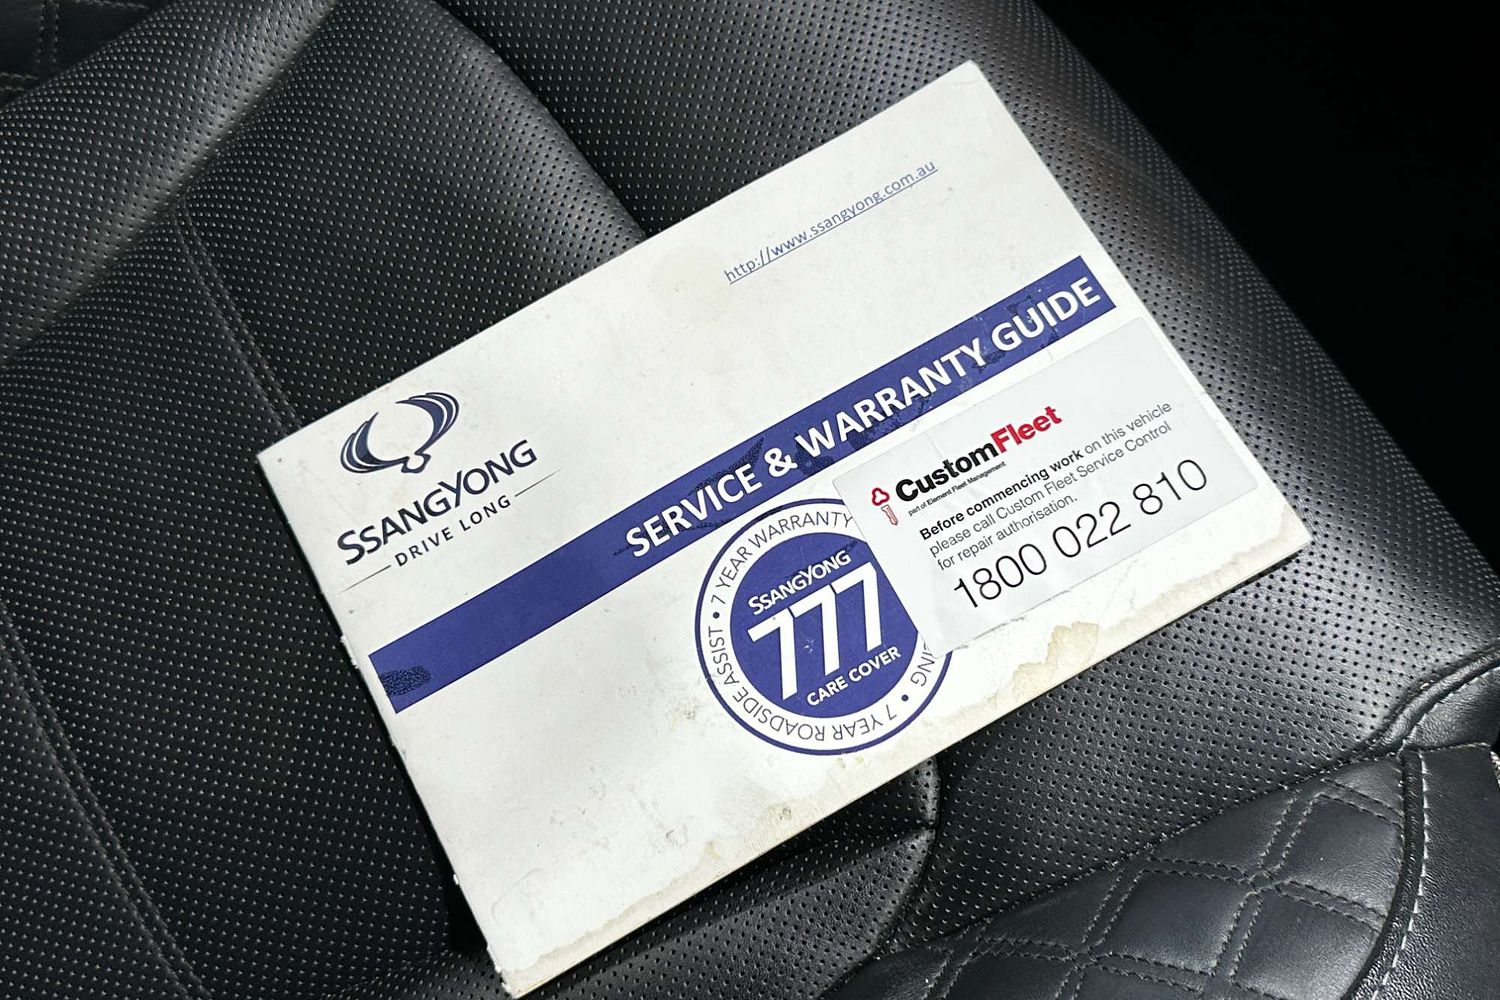 http://www.ssangyong.com.au
SSANGYONG
DRIVE LONG
SERVICE & WARRANTY GUIDE
7 YEAR WARRANTY
ING • 7 YEAR ROADSIDE ASSIST •
SSANGYONG
777
CARE COVER
CustomFleet
part of Element Fleet Management
Before commencing work on this vehicle
please call Custom Fleet Service Control
for repair authorisation.
1800 022 810